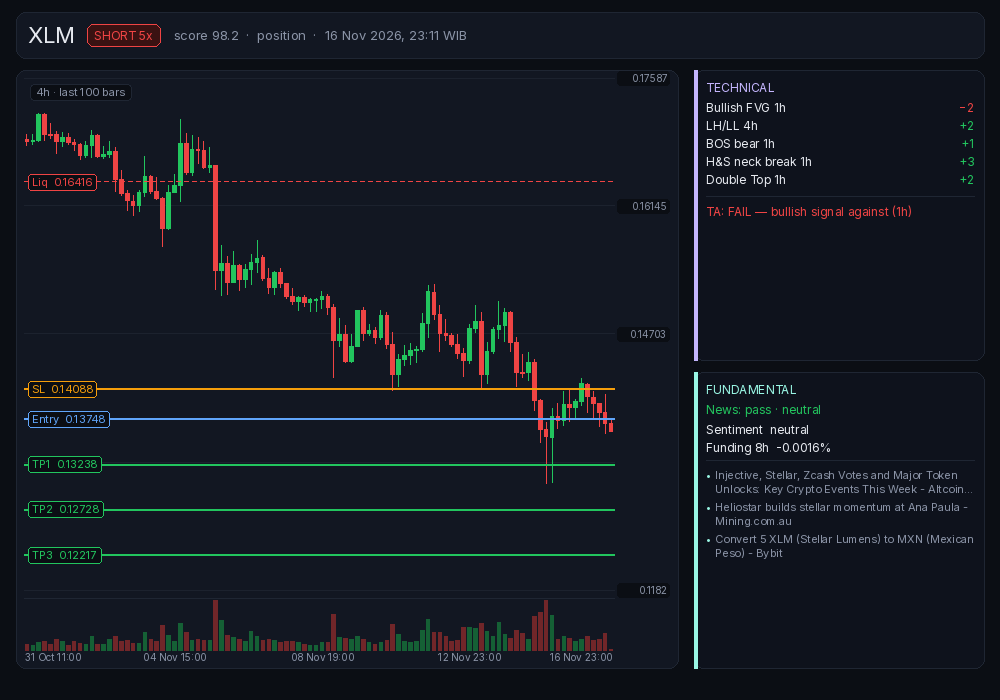 XLM SHORT 5x score 98.2 · position · 16 Nov 2026, 23:11 WIB
4h · last 100 bars
0.17587
Liq 0.16416
0.16145
0.14703
SL 0.14088
Entry 0.13748
TP1 0.13238
TP2 0.12728
TP3 0.12217
0.1182
31 Oct 11:00 04 Nov 15:00 08 Nov 19:00 12 Nov 23:00 16 Nov 23:00
TECHNICAL
Bullish FVG 1h −2
LH/LL 4h +2
BOS bear 1h +1
H&S neck break 1h +3
Double Top 1h +2
TA: FAIL — bullish signal against (1h)
FUNDAMENTAL
News: pass · neutral
Sentiment neutral
Funding 8h -0.0016%
• Injective, Stellar, Zcash Votes and Major Token
Unlocks: Key Crypto Events This Week - Altcoin...
• Heliostar builds stellar momentum at Ana Paula -
Mining.com.au
• Convert 5 XLM (Stellar Lumens) to MXN (Mexican
Peso) - Bybit